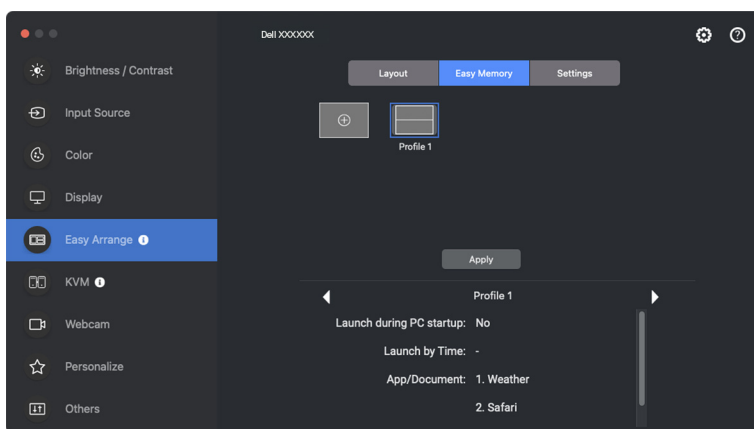 Dell XXXXXX
Brightness / Contrast
Input Source
Color
Display
Easy Arrange
KVM
Webcam
Personalize
Others
Layout Easy Memory Settings
Profile 1
Apply
Profile 1
Launch during PC startup: No
Launch by Time: -
App/Document: 1. Weather
2. Safari